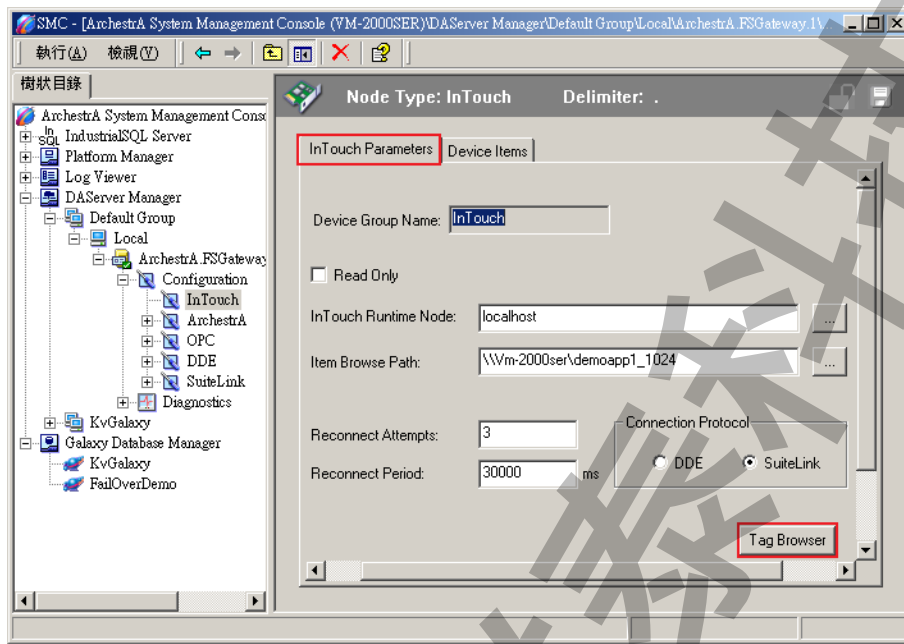 SMC - [ArchestrA System Management Console (VM-2000SER)\DAServer Manager\Default Group\Local\ArchestrA.FSGateway.1\
執行(A) 檢視(V)
樹狀目錄
Node Type: InTouch Delimiter: .
ArchestrA System Management Conso
IndustrialSQL Server
Platform Manager
Log Viewer
DAServer Manager
Default Group
Local
ArchestrA.FSGateway
Configuration
InTouch
ArchestrA
OPC
DDE
SuiteLink
Diagnostics
KvGalaxy
Galaxy Database Manager
KvGalaxy
FailOverDemo
InTouch Parameters Device Items
Device Group Name: InTouch
Read Only
InTouch Runtime Node: localhost ...
Item Browse Path: \\Vm-2000ser\demoapp1_1024 ...
Reconnect Attempts: 3
Reconnect Period: 30000 ms
Connection Protocol
DDE SuiteLink
Tag Browser